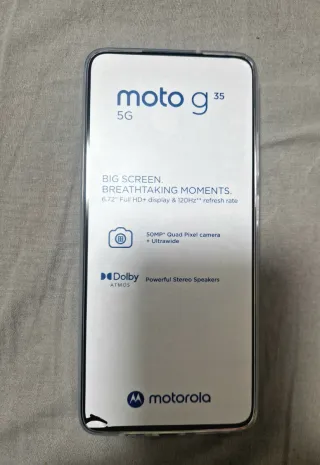 moto g 35
5G
BIG SCREEN.
BREATHTAKING MOMENTS.
6.72" Full HD+ display & 120Hz** refresh rate
50MP* Quad Pixel camera
+ Ultrawide
Dolby
ATMOS
Powerful Stereo Speakers
motorola